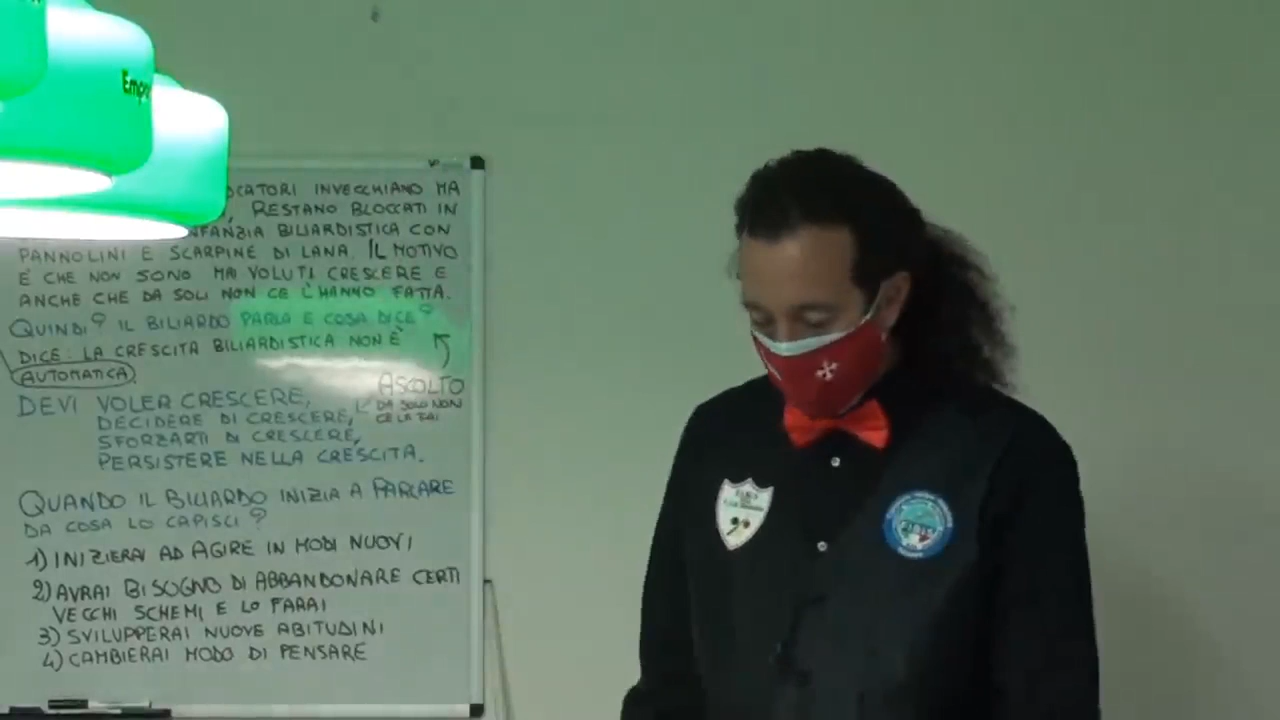 Empe
OCATORI INVECCHIANO MA
, RESTANO BLOCCATI IN
NFANZIA BILIARDISTICA CON
PANNOLINI E SCARPINE DI LANA. IL MOTIVO
È CHE NON SONO MAI VOLUTI CRESCERE E
ANCHE CHE DA SOLI NON CE L'HANNO FATTA.
QUINDI? IL BILIARDO PARLA E COSA DICE?
DICE: LA CRESCITA BILIARDISTICA NON È
AUTOMATICA.
ASCOLTO
DA SOLO NON
CE LA FAI
DEVI VOLER CRESCERE,
DECIDERE DI CRESCERE,
SFORZARTI DI CRESCERE,
PERSISTERE NELLA CRESCITA.
QUANDO IL BILIARDO INIZIA A PARLARE
DA COSA LO CAPISCI?
1) INIZIERAI AD AGIRE IN MODI NUOVI
2) AVRAI BISOGNO DI ABBANDONARE CERTI
VECCHI SCHEMI E LO FARAI
3) SVILUPPERAI NUOVE ABITUDINI
4) CAMBIERAI MODO DI PENSARE